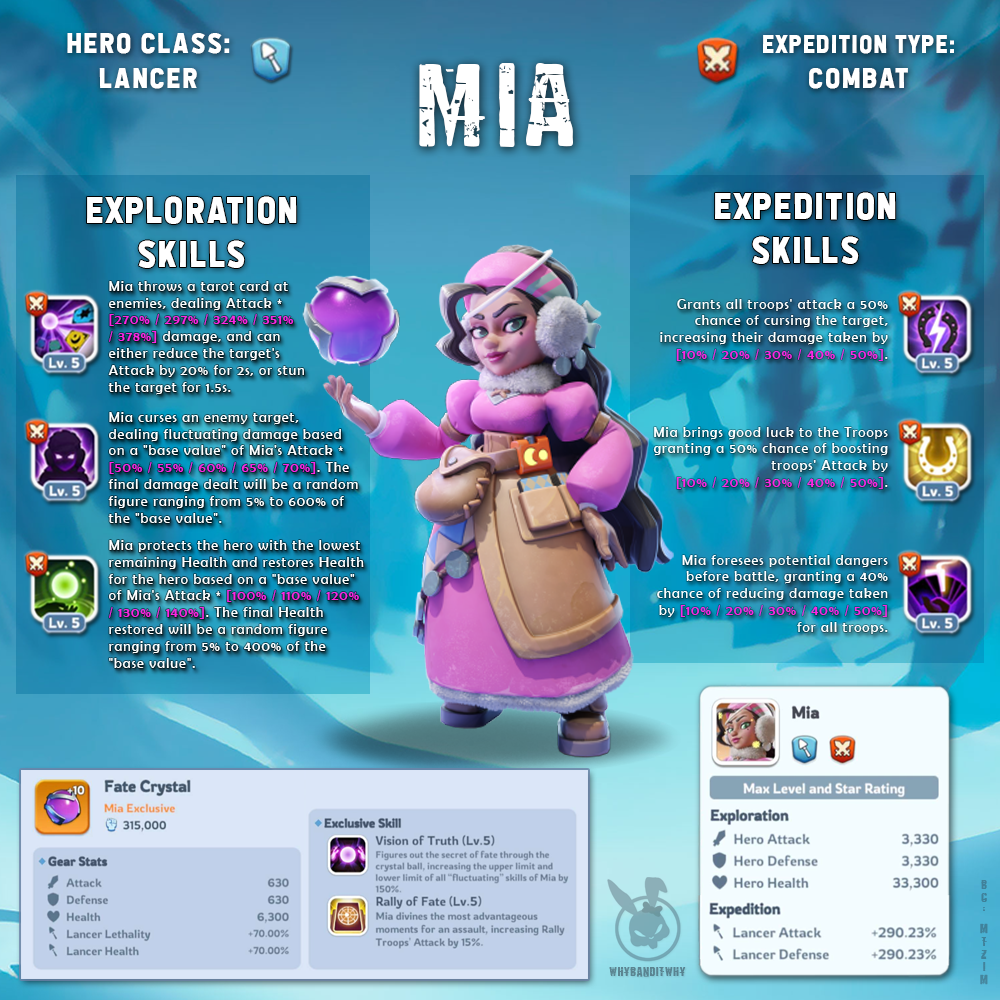 HERO CLASS:
LANCER
MIA
EXPEDITION TYPE:
COMBAT
EXPLORATION
SKILLS
Mia throws a tarot card at
enemies, dealing Attack *
[270% / 297% / 324% / 351%
/ 378%] damage, and can
either reduce the target's
Attack by 20% for 2s, or stun
the target for 1.5s.
Lv. 5
Mia curses an enemy target,
dealing fluctuating damage based
on a "base value" of Mia's Attack *
[50% / 55% / 60% / 65% / 70%]. The
final damage dealt will be a random
figure ranging from 5% to 600% of
the "base value".
Lv. 5
Mia protects the hero with the lowest
remaining Health and restores Health
for the hero based on a "base value"
of Mia's Attack * [100% / 110% / 120%
/ 130% / 140%]. The final Health
restored will be a random figure
ranging from 5% to 400% of the
"base value".
Lv. 5
EXPEDITION
SKILLS
Grants all troops' attack a 50%
chance of cursing the target,
increasing their damage taken by
[10% / 20% / 30% / 40% / 50%].
Lv. 5
Mia brings good luck to the Troops
granting a 50% chance of boosting
troops' Attack by
[10% / 20% / 30% / 40% / 50%].
Lv. 5
Mia foresees potential dangers
before battle, granting a 40%
chance of reducing damage taken
by [10% / 20% / 30% / 40% / 50%]
for all troops.
Lv. 5
+10
Fate Crystal
Mia Exclusive
315,000
Gear Stats
Attack 630
Defense 630
Health 6,300
Lancer Lethality +70.00%
Lancer Health +70.00%
Exclusive Skill
Vision of Truth (Lv.5)
Figures out the secret of fate through the
crystal ball, increasing the upper limit and
lower limit of all "fluctuating" skills of Mia by
150%.
Rally of Fate (Lv.5)
Mia divines the most advantageous
moments for an assault, increasing Rally
Troops' Attack by 15%.
WHYBANDITWHY
Mia
Max Level and Star Rating
Exploration
Hero Attack 3,330
Hero Defense 3,330
Hero Health 33,300
Expedition
Lancer Attack +290.23%
Lancer Defense +290.23%
BG: MTZIM